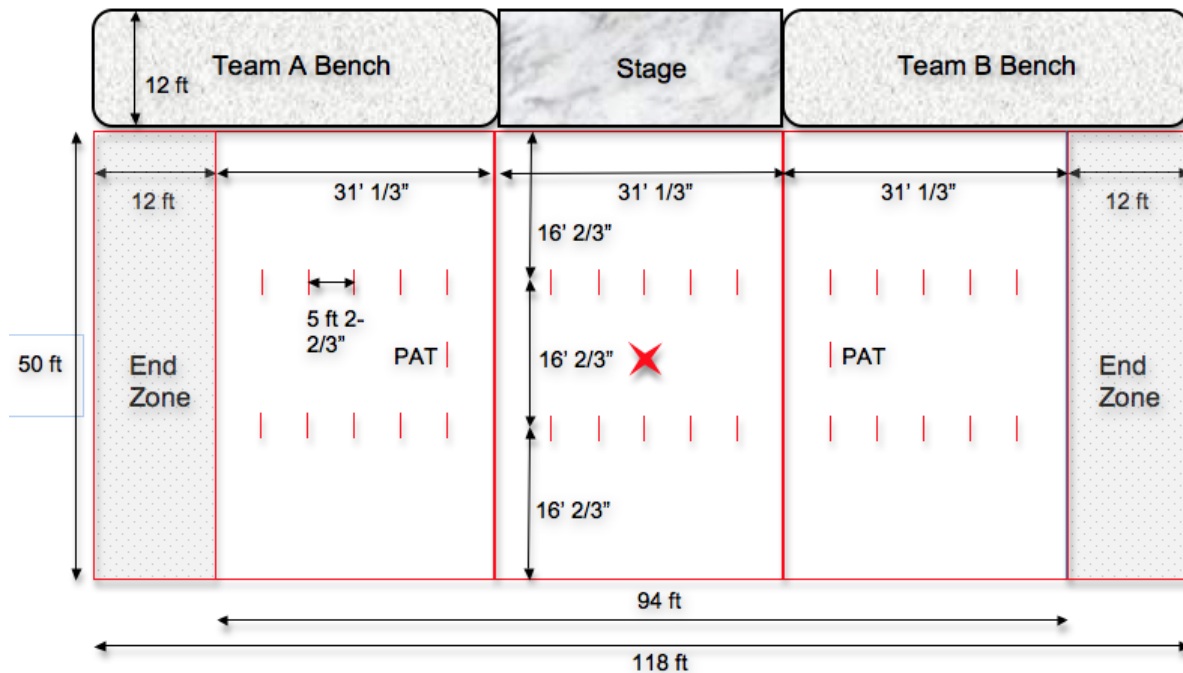 Team A Bench
Stage
Team B Bench
12 ft
12 ft
31’ 1/3”
31’ 1/3”
31’ 1/3”
12 ft
16’ 2/3”
5 ft 2-
2/3”
16’ 2/3”
PAT
PAT
50 ft
End
Zone
End
Zone
16’ 2/3”
94 ft
118 ft